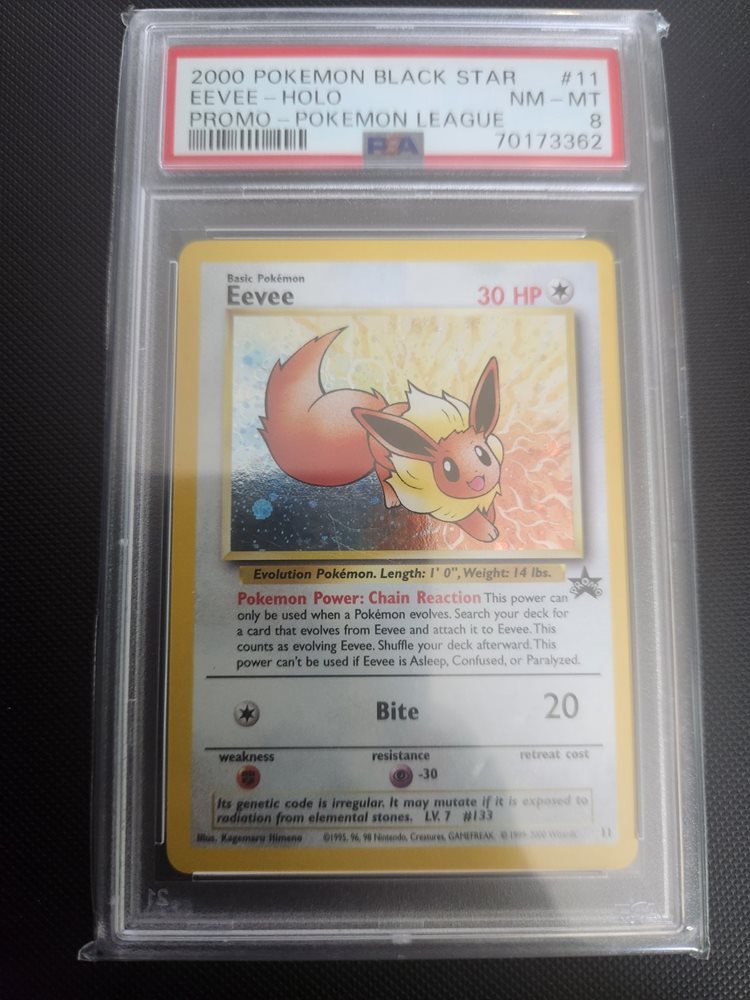 2000 POKEMON BLACK STAR #11
EEVEE - HOLO NM - MT
PROMO - POKEMON LEAGUE 8
PSA 70173362
Basic Pokémon
Eevee 30 HP
Evolution Pokémon. Length: 1' 0", Weight: 14 lbs.
PROMO
Pokemon Power: Chain Reaction This power can
only be used when a Pokémon evolves. Search your deck for
a card that evolves from Eevee and attach it to Eevee. This
counts as evolving Eevee. Shuffle your deck afterward. This
power can't be used if Eevee is Asleep, Confused, or Paralyzed.
Bite 20
weakness resistance retreat cost
-30
Its genetic code is irregular. It may mutate if it is exposed to
radiation from elemental stones. LV. 7 #133
Illus. Kagemaru Himeno ©1995, 96, 98 Nintendo, Creatures, GAMEFREAK. ©1999-2000 Wizards. 11